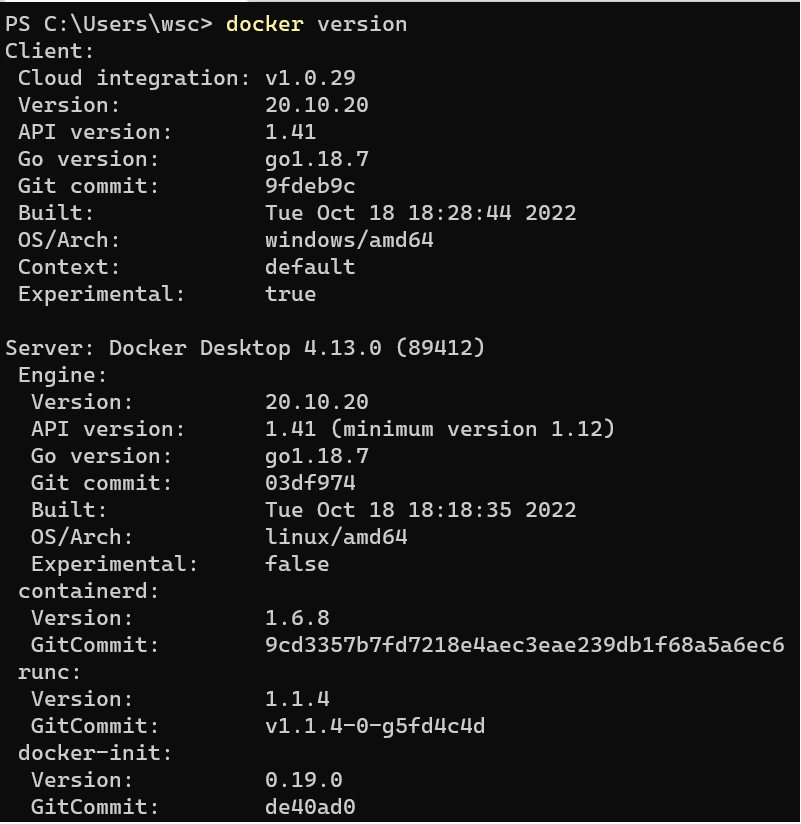 PS C:\Users\wsc> docker version
Client:
 Cloud integration: v1.0.29
 Version:           20.10.20
 API version:       1.41
 Go version:        go1.18.7
 Git commit:        9fdeb9c
 Built:             Tue Oct 18 18:28:44 2022
 OS/Arch:           windows/amd64
 Context:           default
 Experimental:      true

Server: Docker Desktop 4.13.0 (89412)
 Engine:
  Version:          20.10.20
  API version:      1.41 (minimum version 1.12)
  Go version:       go1.18.7
  Git commit:       03df974
  Built:            Tue Oct 18 18:18:35 2022
  OS/Arch:          linux/amd64
  Experimental:     false
 containerd:
  Version:          1.6.8
  GitCommit:        9cd3357b7fd7218e4aec3eae239db1f68a5a6ec6
 runc:
  Version:          1.1.4
  GitCommit:        v1.1.4-0-g5fd4c4d
 docker-init:
  Version:          0.19.0
  GitCommit:        de40ad0